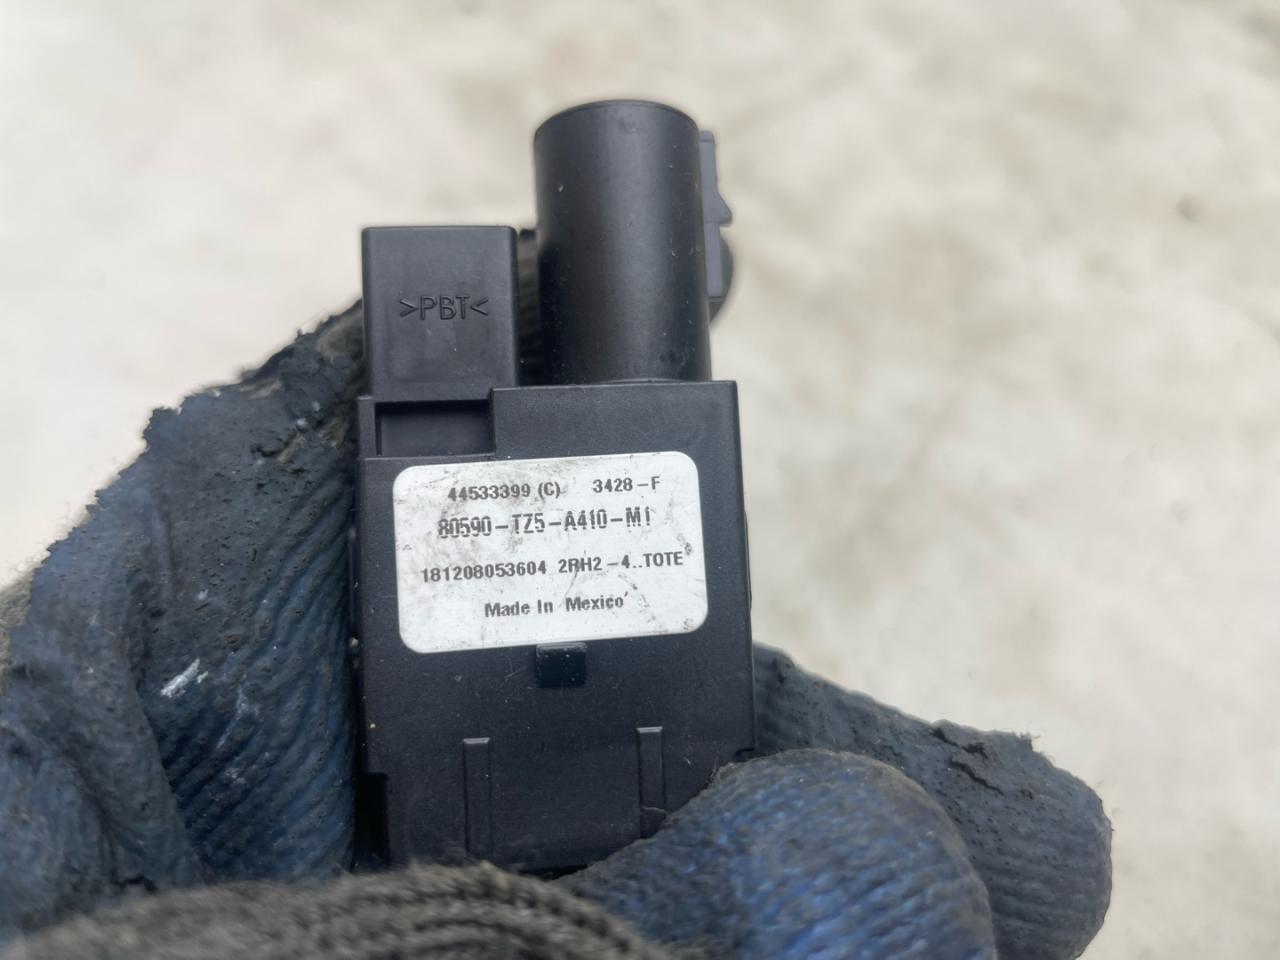 >PBT<
44533399 (C) 3428-F
80590-TZ5-A410-M1
181208053604 2RH2-4..TOTE
Made In Mexico